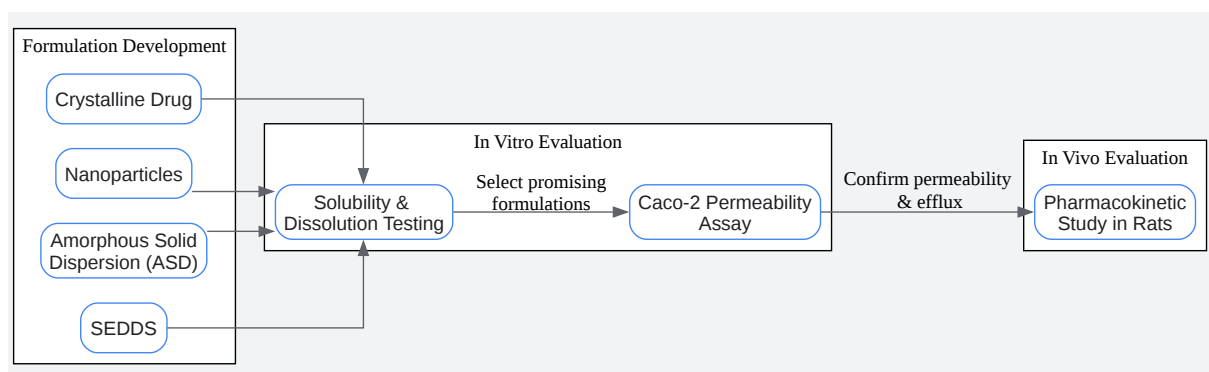 Formulation Development
Crystalline Drug
Nanoparticles
Amorphous Solid
Dispersion (ASD)
SEDDS
In Vitro Evaluation
Solubility &
Dissolution Testing
Select promising
formulations
Caco-2 Permeability
Assay
Confirm permeability
& efflux
In Vivo Evaluation
Pharmacokinetic
Study in Rats